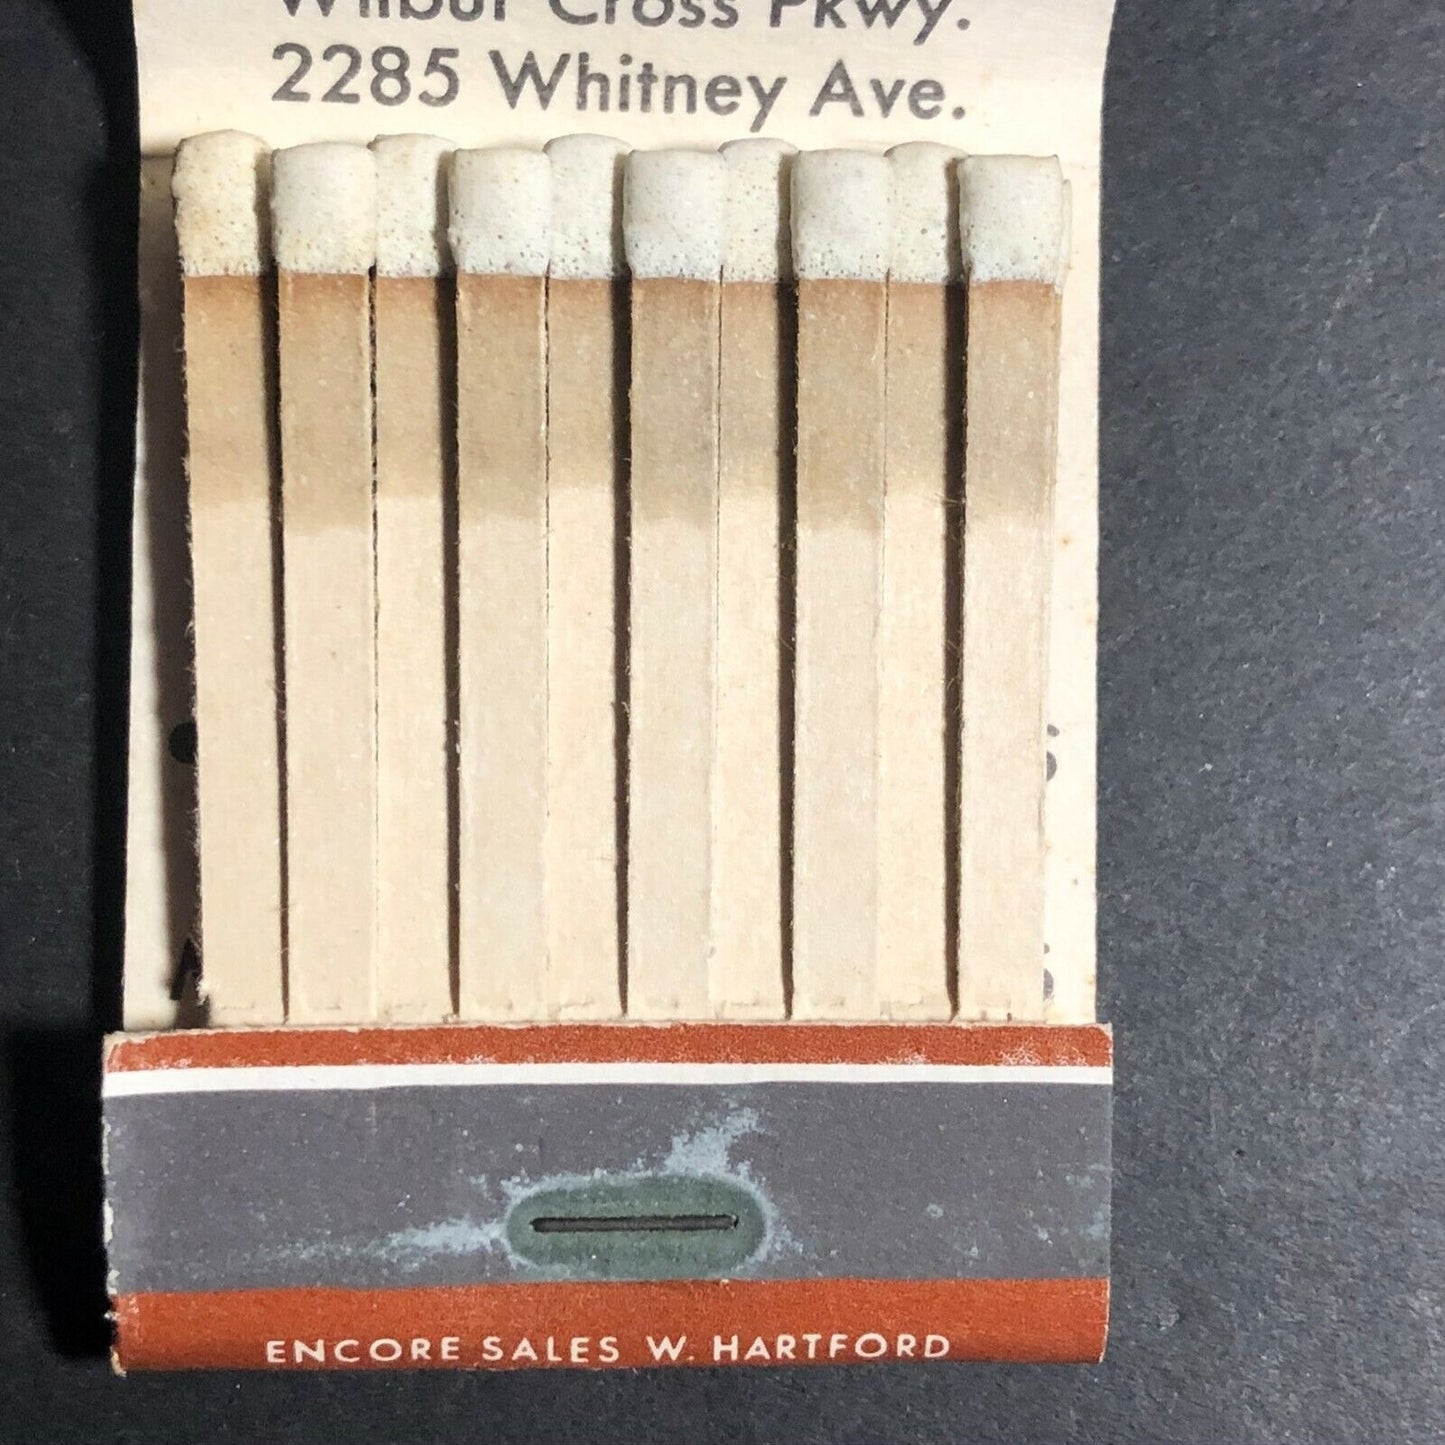 Wilbur Cross Pkwy.
2285 Whitney Ave.
ENCORE SALES W. HARTFORD